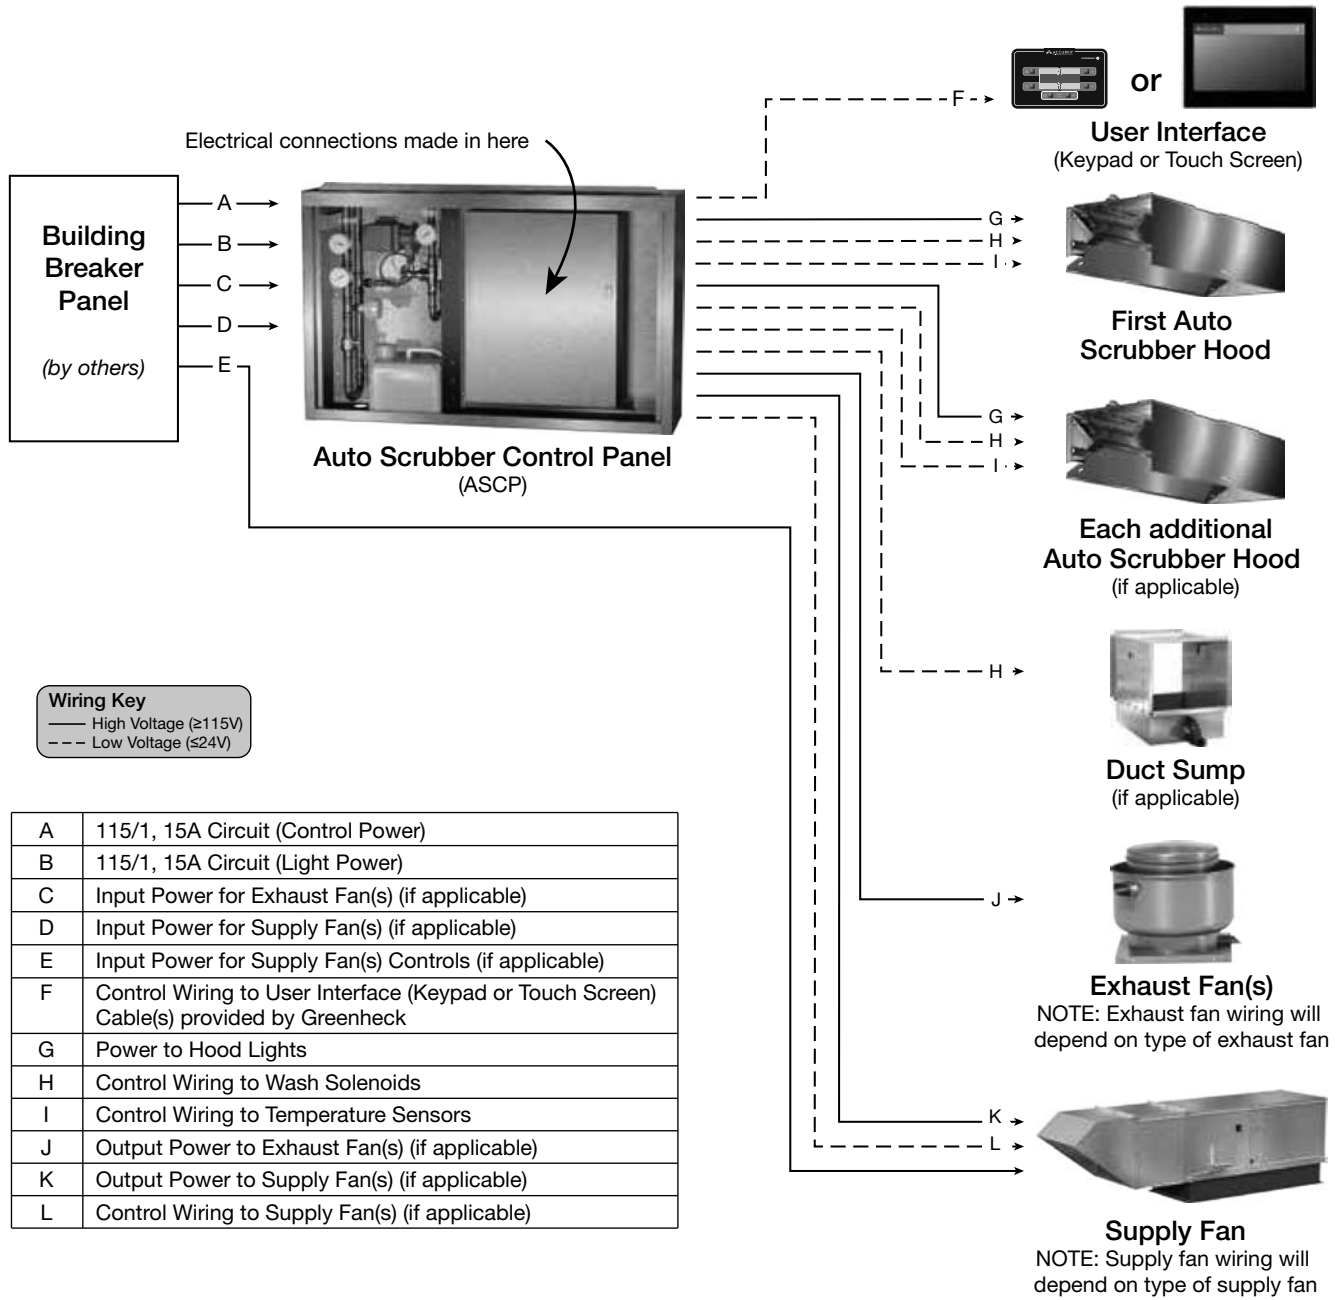 F
or
User Interface
(Keypad or Touch Screen)
Electrical connections made in here
Building
Breaker
Panel
(by others)
A
B
C
D
E
Auto Scrubber Control Panel
(ASCP)
G
H
I
First Auto
Scrubber Hood
G
H
I
Each additional
Auto Scrubber Hood
(if applicable)
H
Duct Sump
(if applicable)
J
Exhaust Fan(s)
NOTE: Exhaust fan wiring will
depend on type of exhaust fan
K
L
Supply Fan
NOTE: Supply fan wiring will
depend on type of supply fan
Wiring Key
High Voltage (≥115V)
Low Voltage (≤24V)
A 115/1, 15A Circuit (Control Power)
B 115/1, 15A Circuit (Light Power)
C Input Power for Exhaust Fan(s) (if applicable)
D Input Power for Supply Fan(s) (if applicable)
E Input Power for Supply Fan(s) Controls (if applicable)
F Control Wiring to User Interface (Keypad or Touch Screen)
Cable(s) provided by Greenheck
G Power to Hood Lights
H Control Wiring to Wash Solenoids
I Control Wiring to Temperature Sensors
J Output Power to Exhaust Fan(s) (if applicable)
K Output Power to Supply Fan(s) (if applicable)
L Control Wiring to Supply Fan(s) (if applicable)